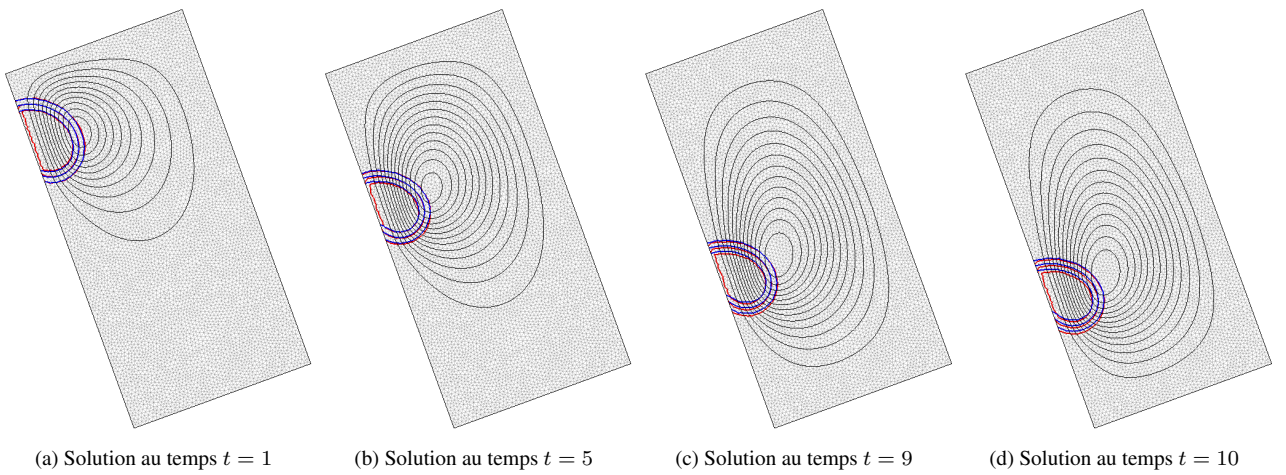 (a) Solution au temps t = 1
(b) Solution au temps t = 5
(c) Solution au temps t = 9
(d) Solution au temps t = 10